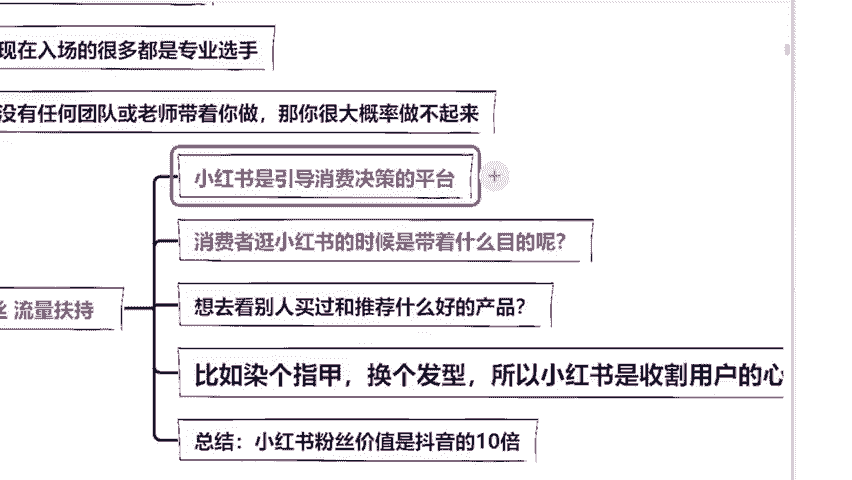 现在入场的很多都是专业选手
没有任何团队或老师带着你做，那你很大概率做不起来
小红书是引导消费决策的平台
消费者逛小红书的时候是带着什么目的呢？
丝 流量扶持
想去看别人买过和推荐什么好的产品？
比如染个指甲，换个发型，所以小红书是收割用户的心
总结：小红书粉丝价值是抖音的10倍